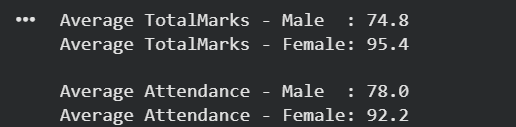 Average TotalMarks - Male  : 74.8
Average TotalMarks - Female: 95.4
Average Attendance - Male  : 78.0
Average Attendance - Female: 92.2